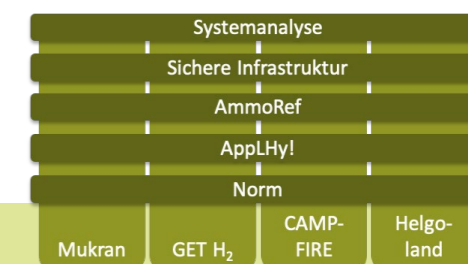 Systemanalyse
Sichere Infrastruktur
AmmoRef
AppLHy!
Norm
Mukran
GET H₂
CAMP-
FIRE
Helgo-
land